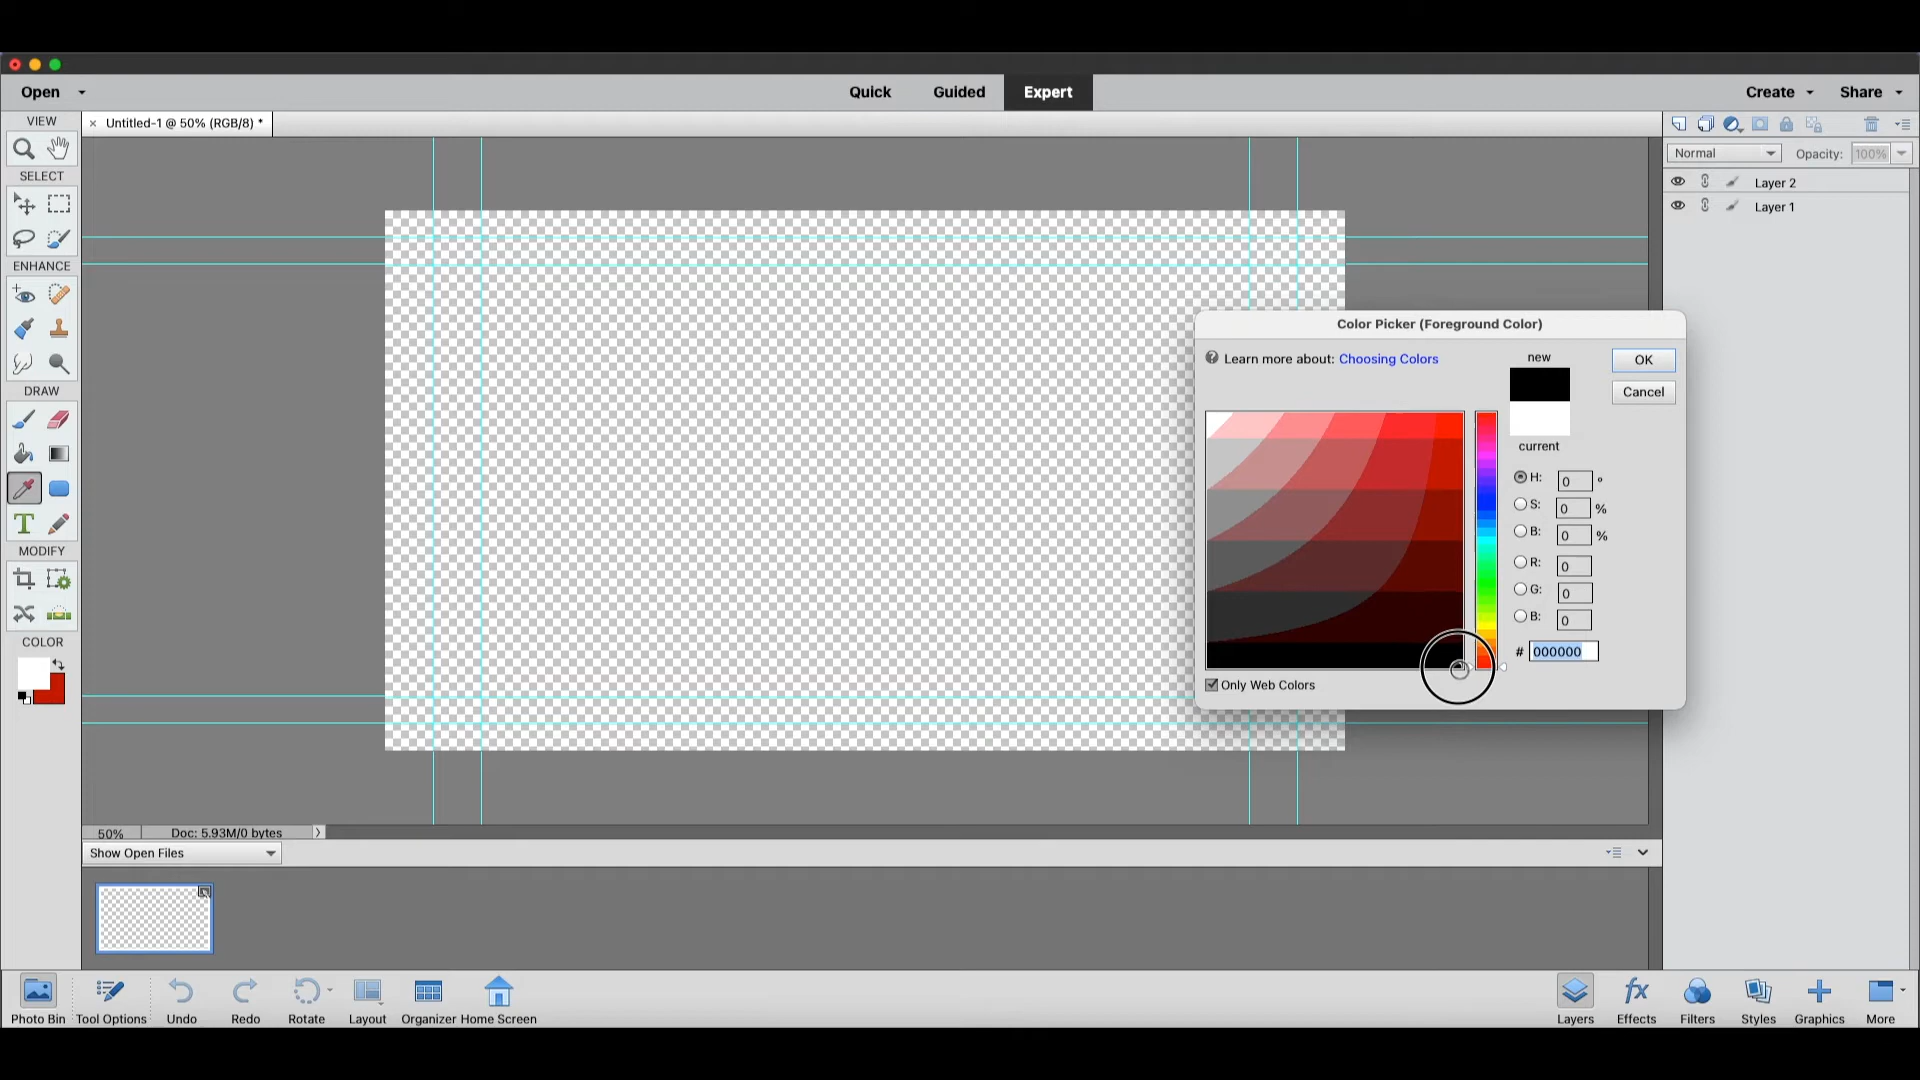 Open
Quick
Guided
Expert
Create
Share
VIEW
× Untitled-1 @ 50% (RGB/8) *
SELECT
ENHANCE
DRAW
T
MODIFY
COLOR
Normal
Opacity: 100%
Layer 2
Layer 1
Color Picker (Foreground Color)
? Learn more about: Choosing Colors
new
current
OK
Cancel
H: 0 °
S: 0 %
B: 0 %
R: 0
G: 0
B: 0
# 000000
Only Web Colors
50%
Doc: 5.93M/0 bytes
Show Open Files
Photo Bin
Tool Options
Undo
Redo
Rotate
Layout
Organizer
Home Screen
Layers
fx
Effects
Filters
Styles
Graphics
More